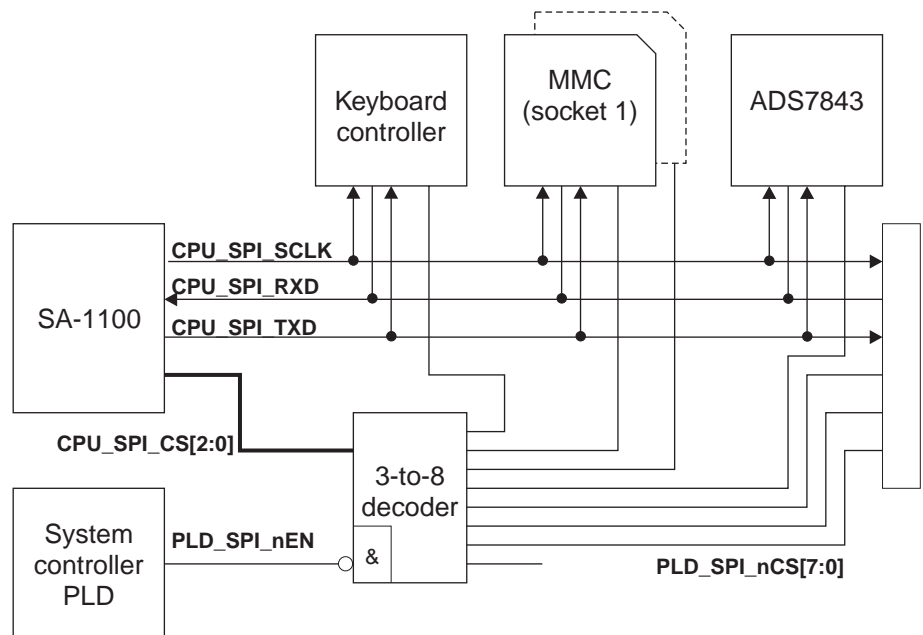 Keyboard
controller
MMC
(socket 1)
ADS7843
SA-1100
CPU_SPI_SCLK
CPU_SPI_RXD
CPU_SPI_TXD
CPU_SPI_CS[2:0]
3-to-8
decoder
&
System
controller
PLD
PLD_SPI_nEN
PLD_SPI_nCS[7:0]